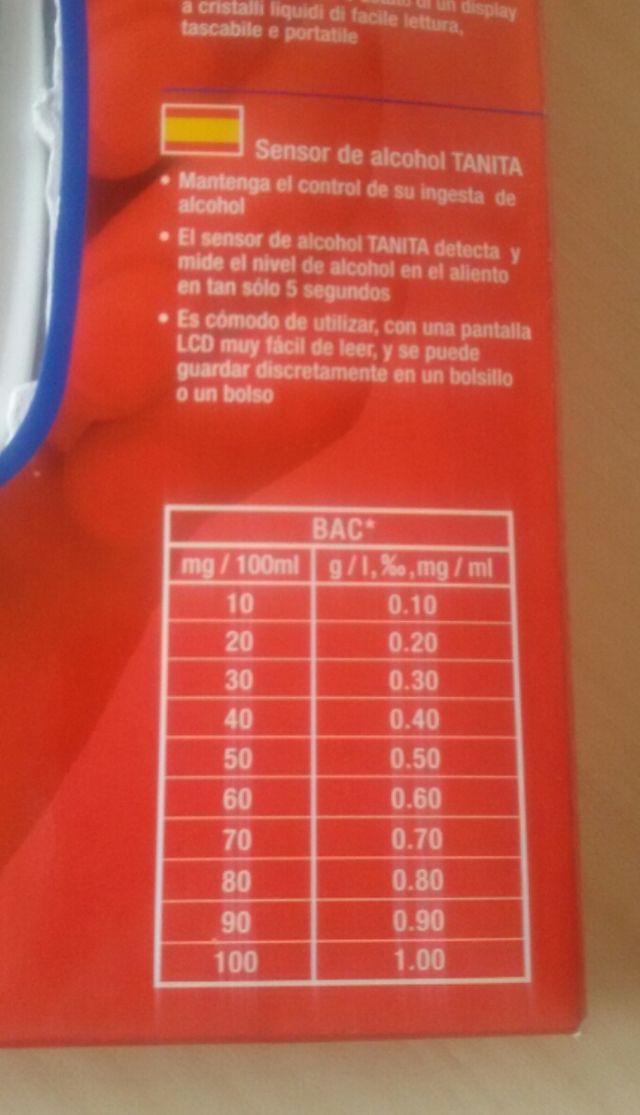 di un display
a cristalli liquidi di facile lettura,
tascabile e portatile
Sensor de alcohol TANITA
• Mantenga el control de su ingesta de
alcohol
• El sensor de alcohol TANITA detecta y
mide el nivel de alcohol en el aliento
en tan sólo 5 segundos
• Es cómodo de utilizar, con una pantalla
LCD muy fácil de leer, y se puede
guardar discretamente en un bolsillo
o un bolso
BAC*
mg / 100ml g / l, ‰, mg / ml
10 0.10
20 0.20
30 0.30
40 0.40
50 0.50
60 0.60
70 0.70
80 0.80
90 0.90
100 1.00